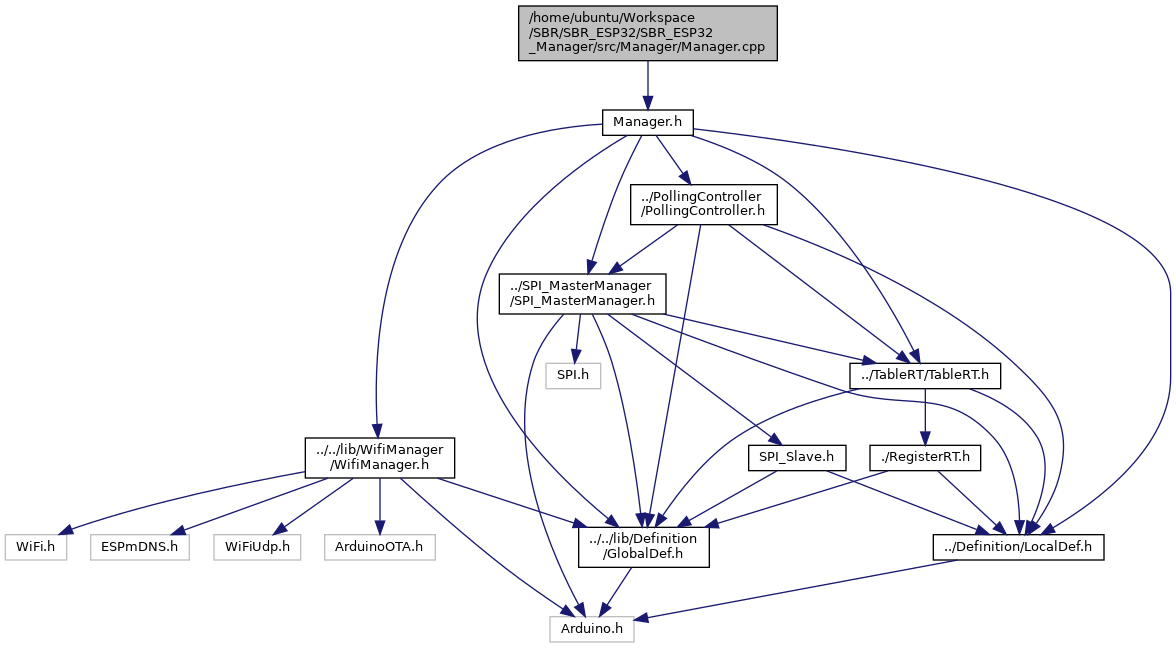 /home/ubuntu/Workspace
/SBR/SBR_ESP32/SBR_ESP32
_Manager/src/Manager/Manager.cpp
Manager.h
../PollingController
/PollingController.h
../SPI_MasterManager
/SPI_MasterManager.h
SPI.h
../TableRT/TableRT.h
../../lib/WifiManager
/WifiManager.h
SPI_Slave.h
./RegisterRT.h
WiFi.h
ESPmDNS.h
WiFiUdp.h
ArduinoOTA.h
../../lib/Definition
/GlobalDef.h
../Definition/LocalDef.h
Arduino.h